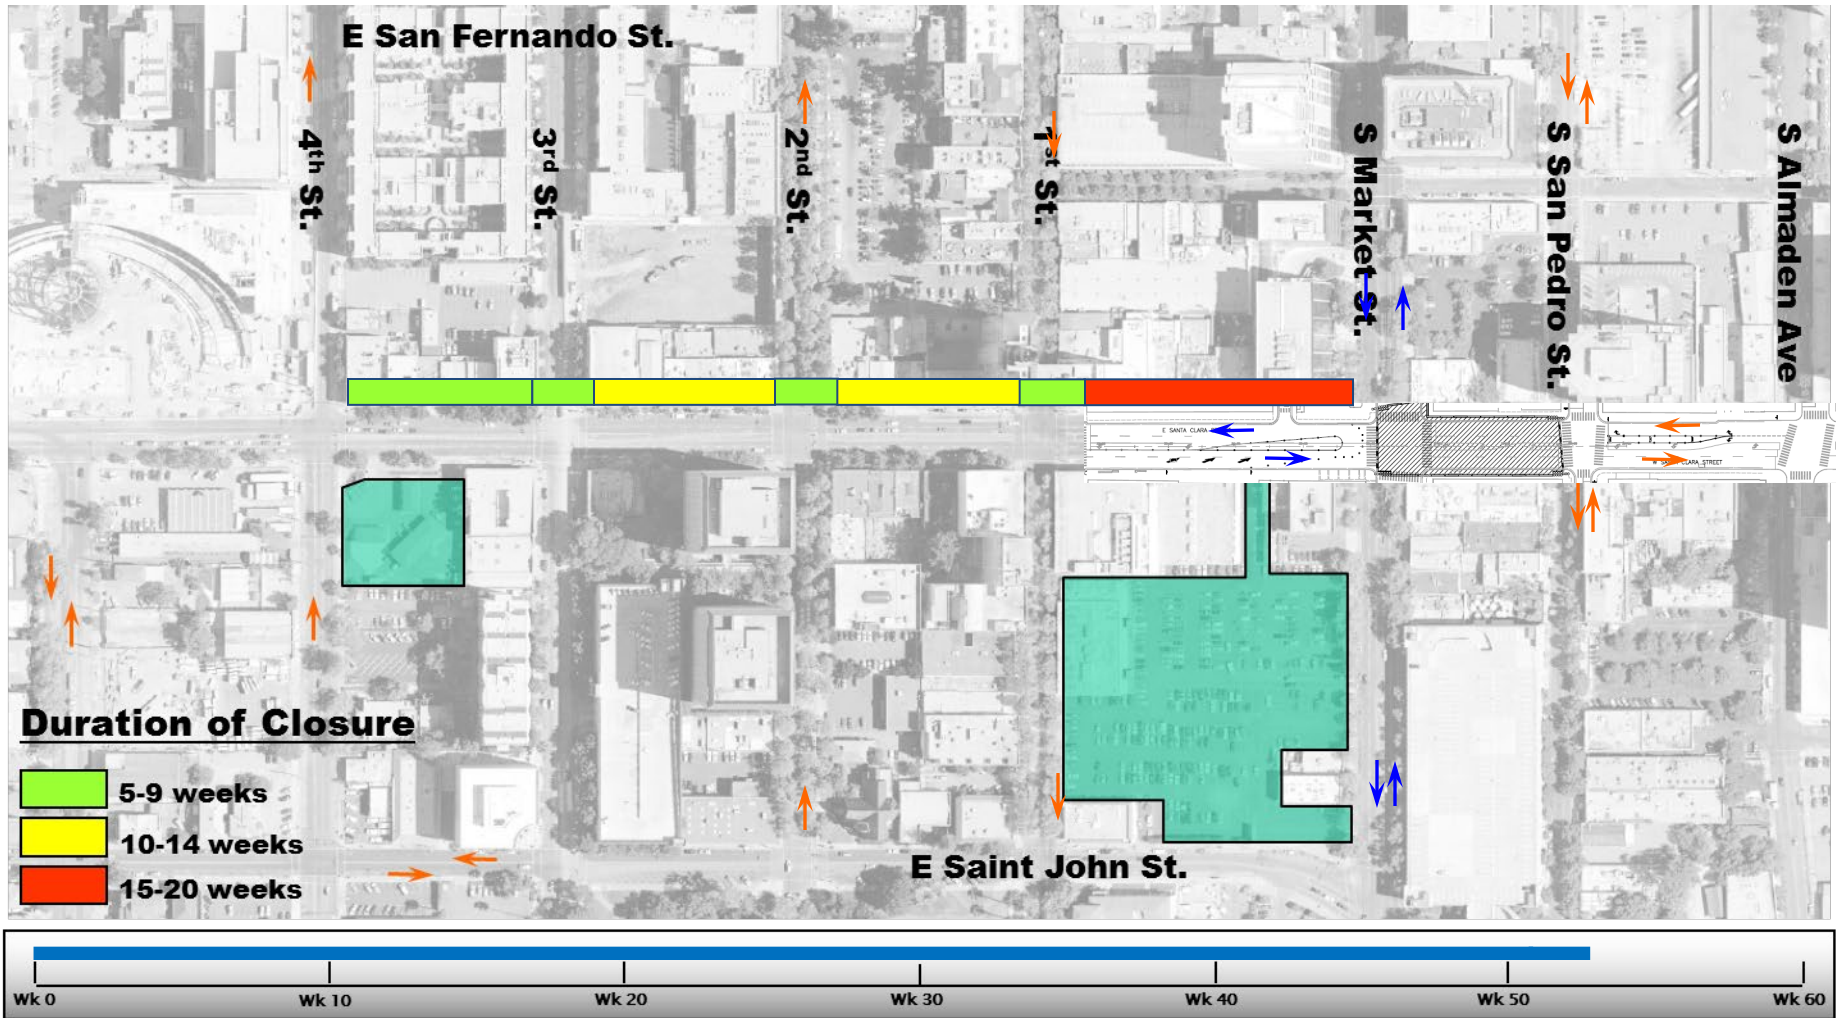 E San Fernando St.
4th St.
3rd St.
2nd St.
1st St.
S Market St.
S San Pedro St.
S Almaden Ave
E SANTA CLARA
SANTA CLARA STREET
Duration of Closure
5-9 weeks
10-14 weeks
15-20 weeks
E Saint John St.
Wk 0
Wk 10
Wk 20
Wk 30
Wk 40
Wk 50
Wk 60